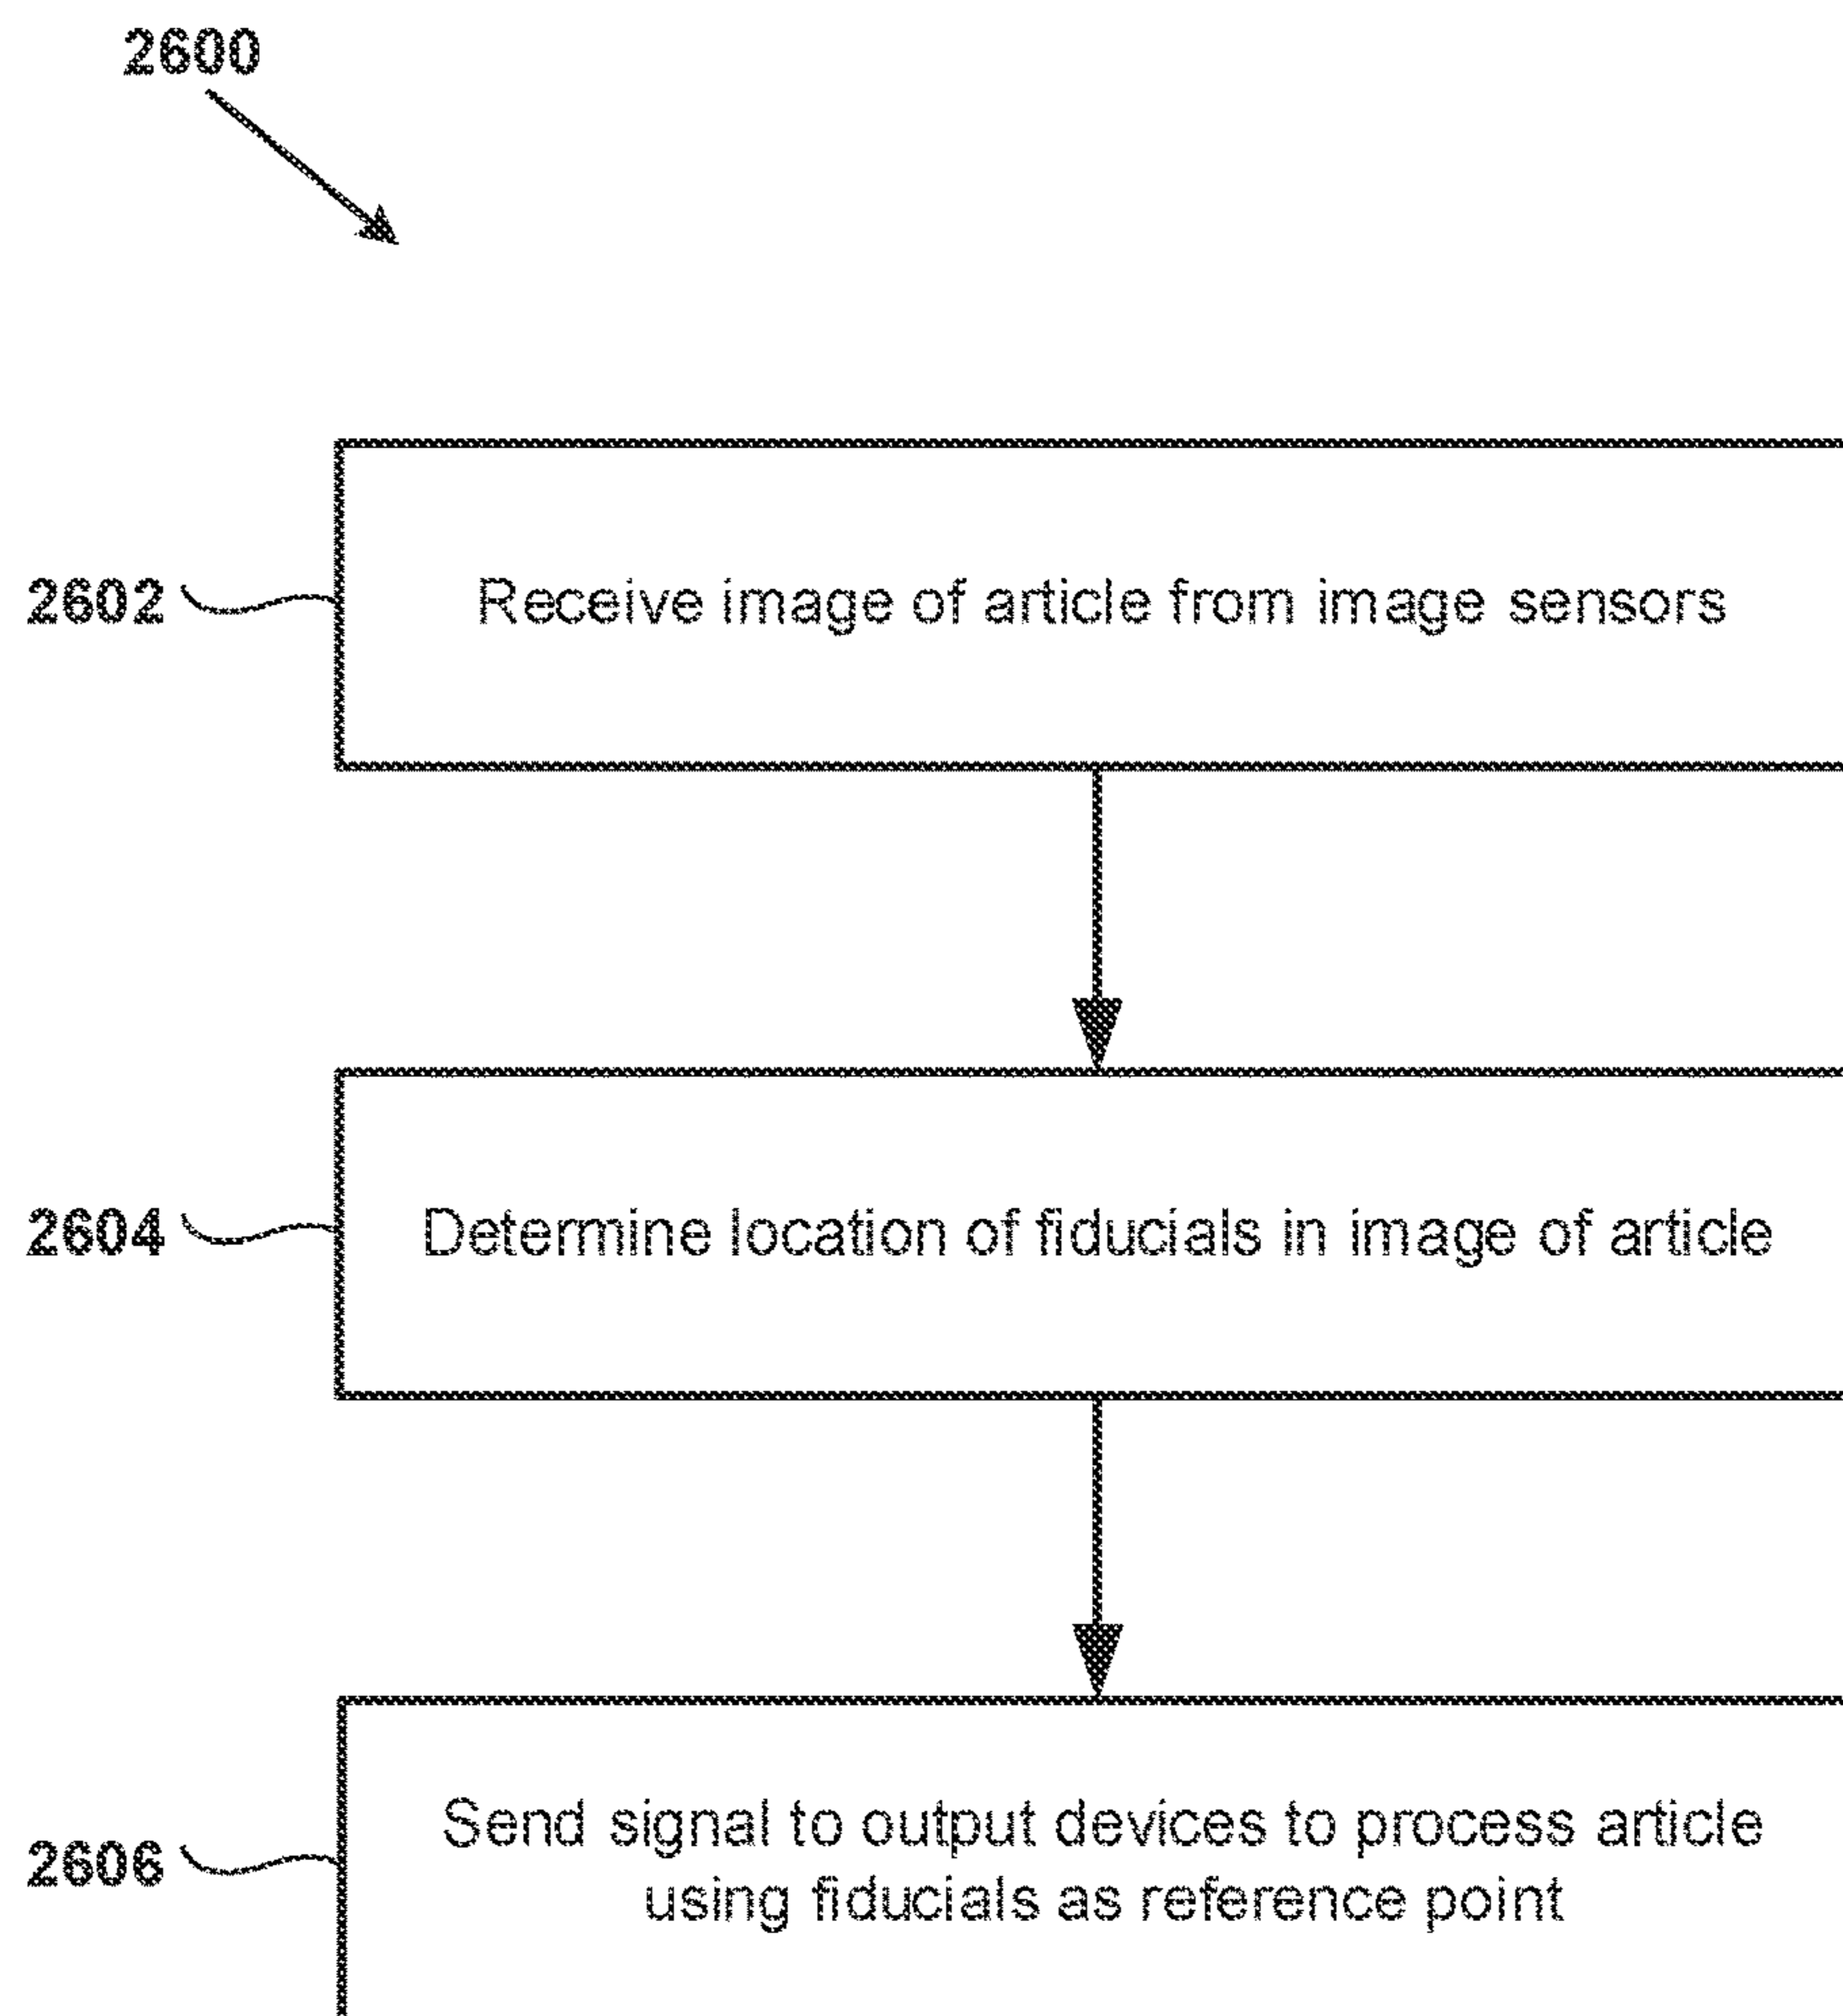 2600
2602
Receive image of article from image sensors
2604
Determine location of fiducials in image of article
2606
Send signal to output devices to process article
using fiducials as reference point